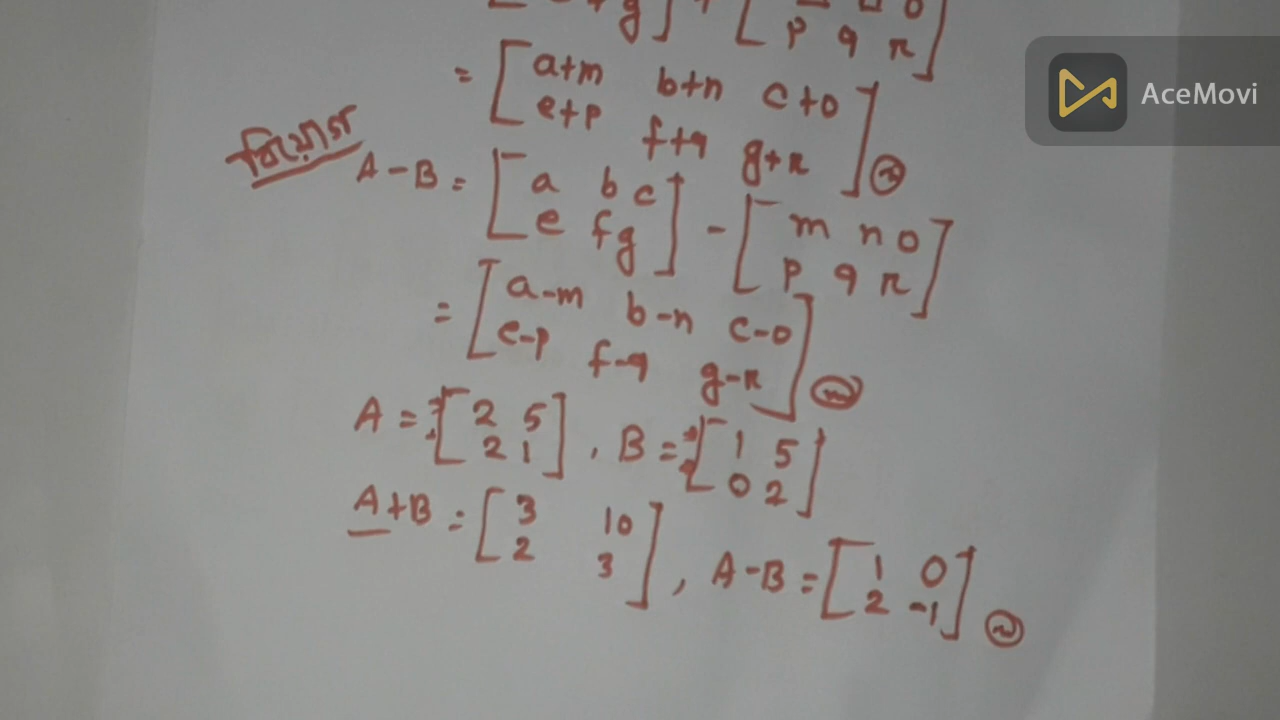 g] + [ p q r ]
= [ a+m b+n c+o
e+p f+q g+r ]
বিয়োগ
A-B = [ a b c
e f g ] - [ m n o
p q r ]
= [ a-m b-n c-o
e-p f-q g-r ]
A = [ 2 5
2 1 ], B = [ 1 5
0 2 ]
A+B = [ 3 10
2 3 ], A-B = [ 1 0
2 -1 ]
AceMovi